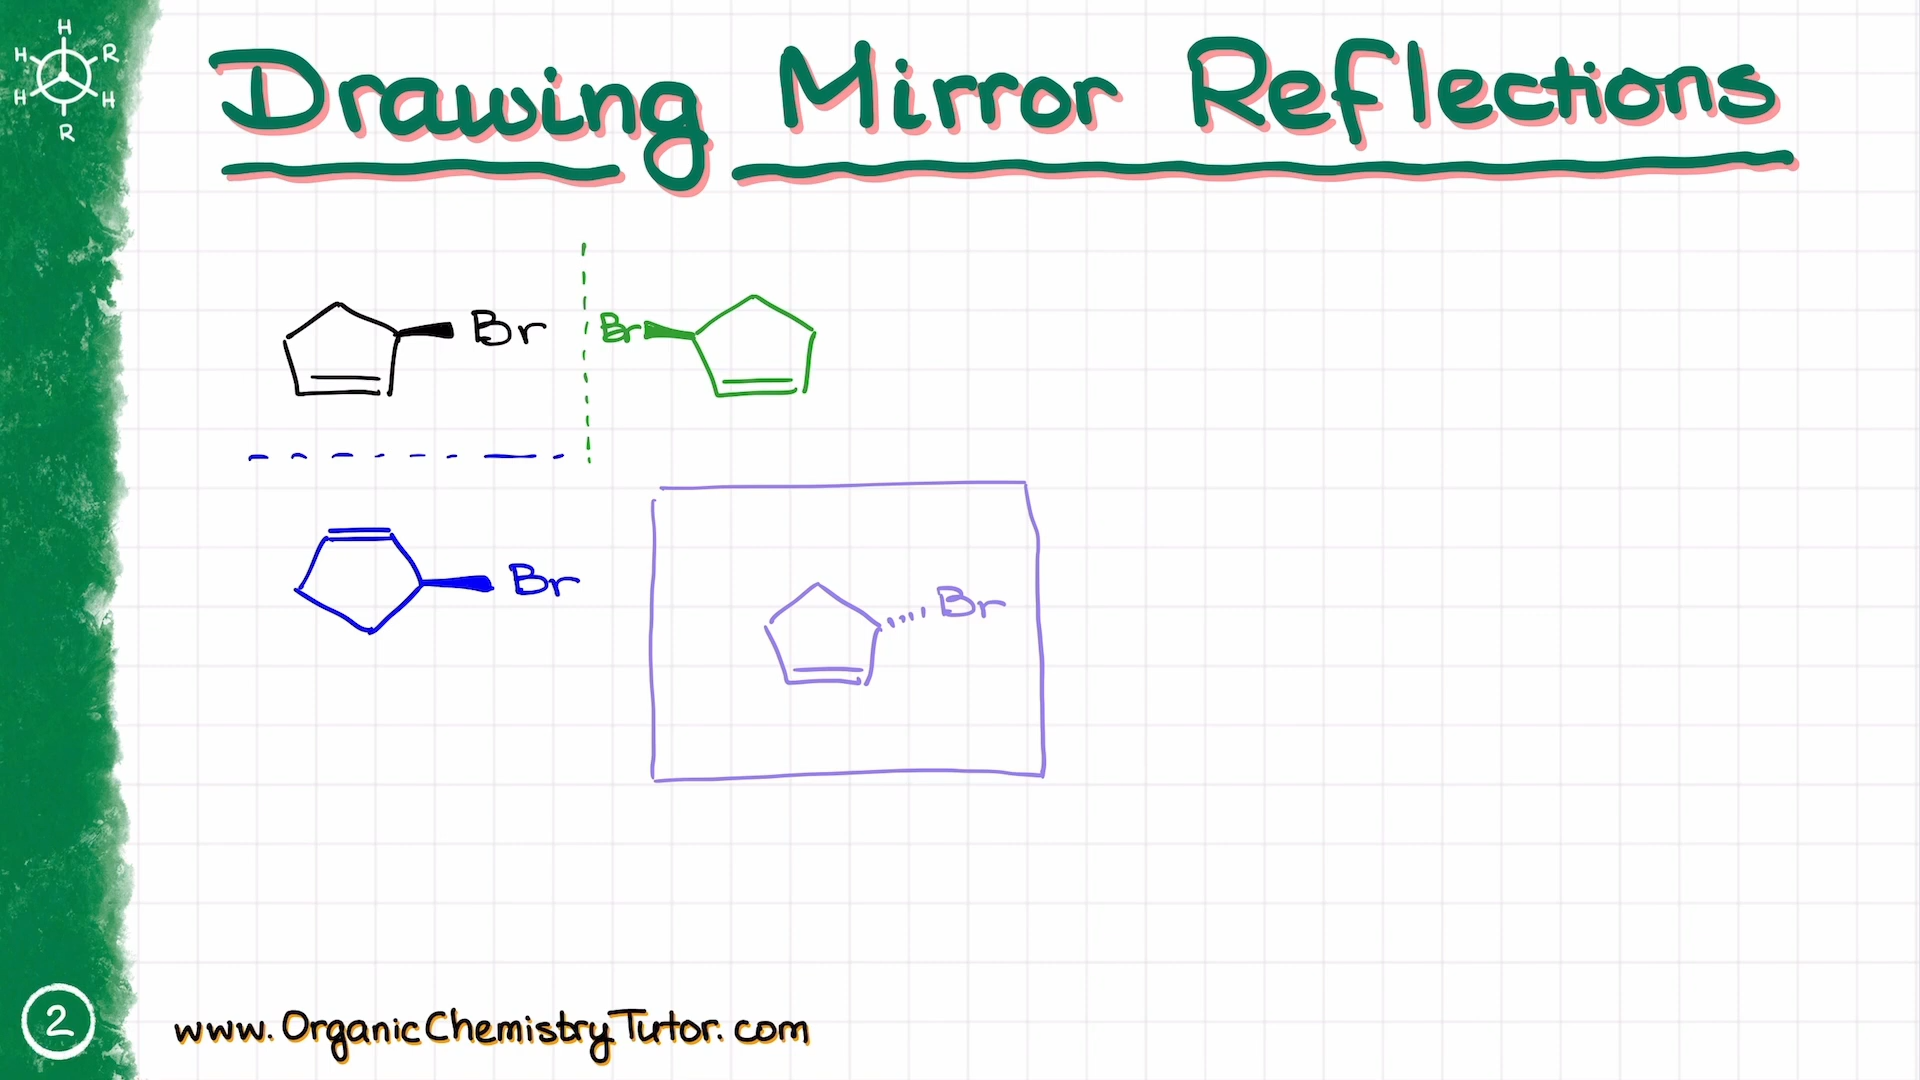 H
H R
H H
R
Drawing Mirror Reflections
Br Br
Br
Br
2
www.OrganicChemistryTutor.com